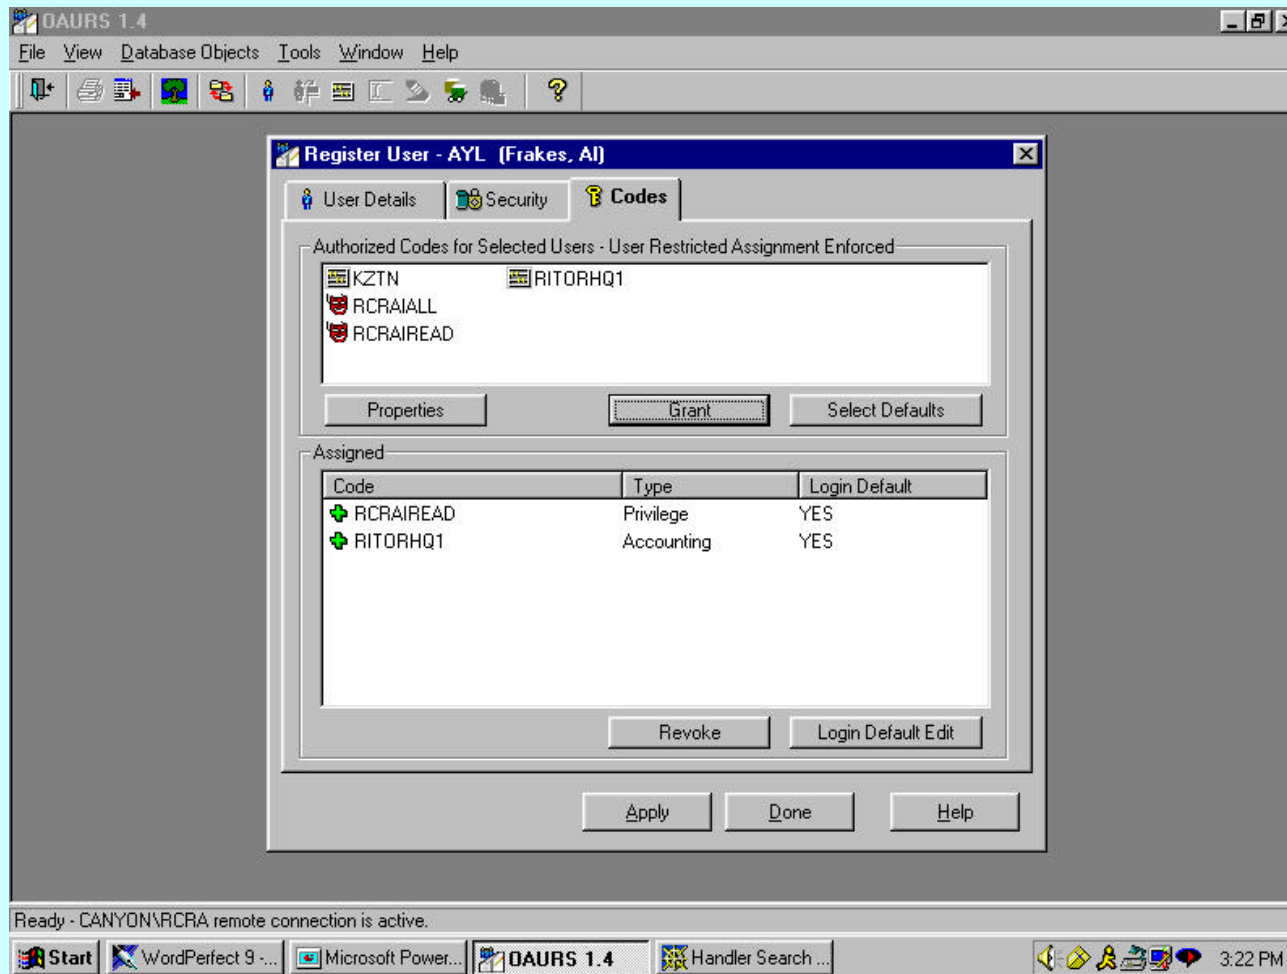 OAURS 1.4
File View Database Objects Tools Window Help
Register User - AYL (Frakes, Al)
User Details Security Codes
Authorized Codes for Selected Users - User Restricted Assignment Enforced
KZTN RITORHQ1
RCRAIALL
RCRAIREAD
Properties Grant Select Defaults
Assigned
Code Type Login Default
RCRAIREAD Privilege YES
RITORHQ1 Accounting YES
Revoke Login Default Edit
Apply Done Help
Ready - CANYON\RCRA remote connection is active.
Start WordPerfect 9 -... Microsoft Power... OAURS 1.4 Handler Search ... 3:22 PM